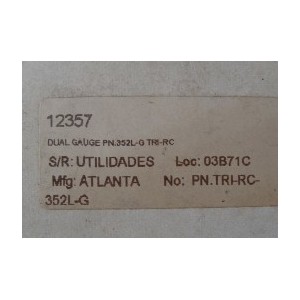 12357
DUAL GAUGE PN.352L-G TRI-RC
S/R: UTILIDADES Loc: 03B71C
Mfg: ATLANTA No: PN.TRI-RC-
352L-G